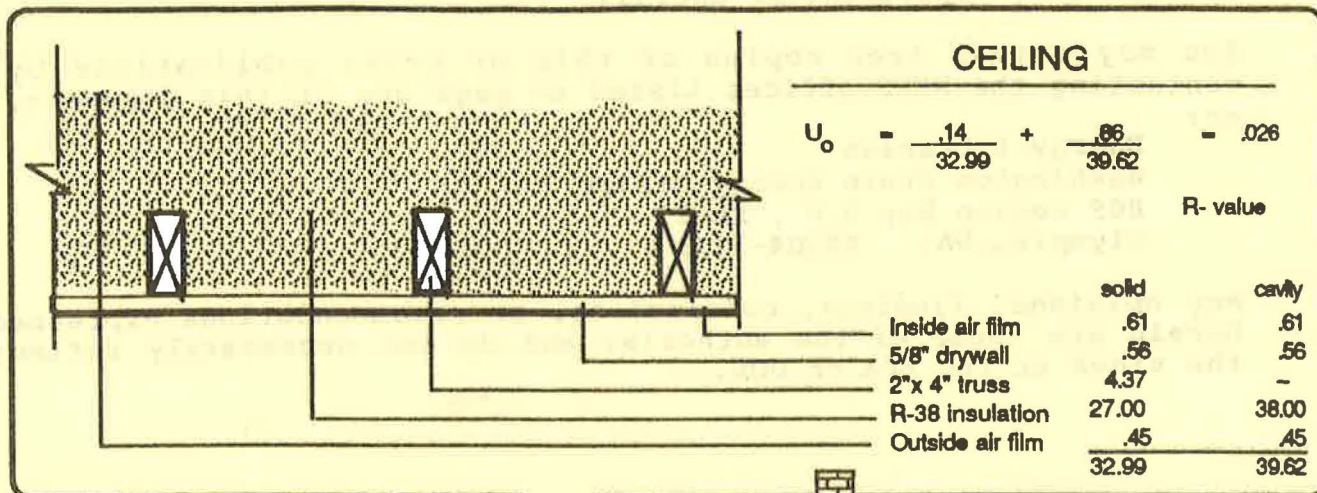 CEILING
U₀ = .14 + .86 = .026
32.99 39.62
R- value
solid cavity
Inside air film .61 .61
5/8" drywall .56 .56
2"x 4" truss 4.37 –
R-38 insulation 27.00 38.00
Outside air film .45 .45
32.99 39.62